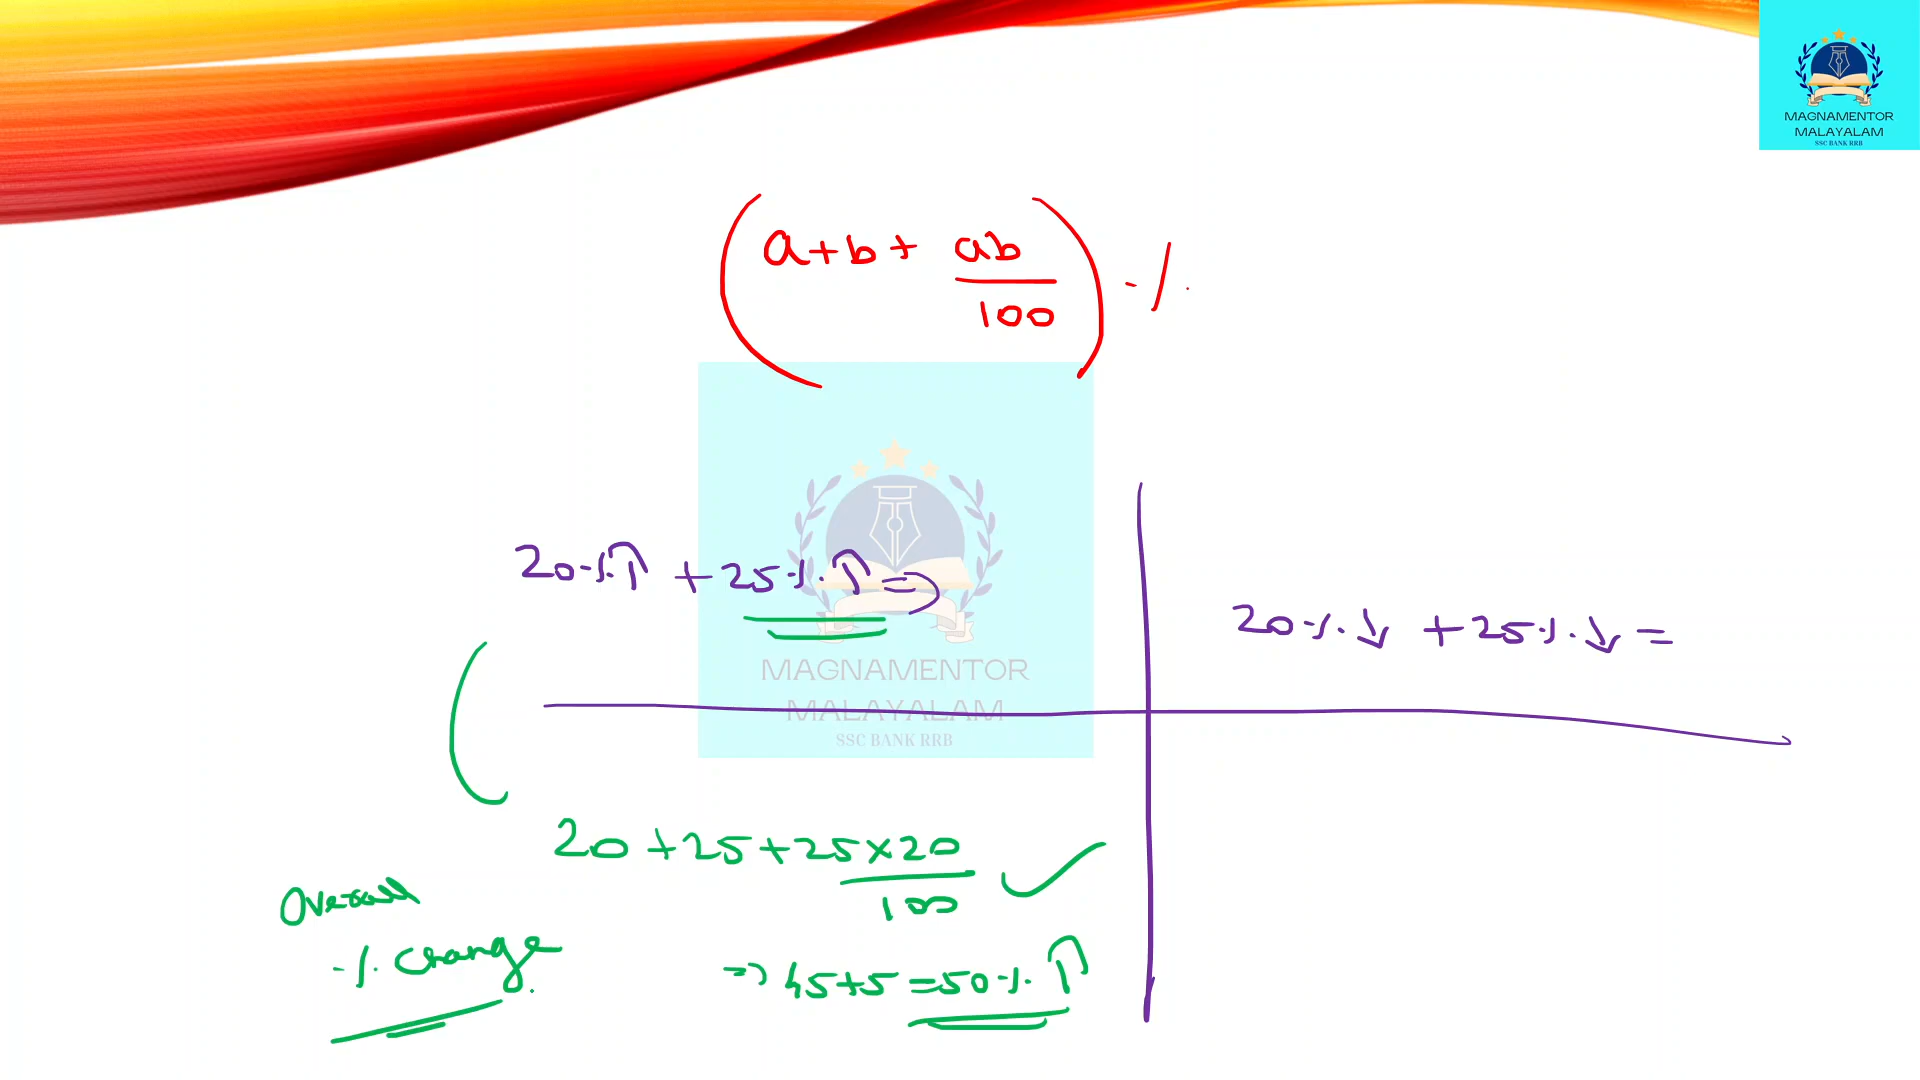 MAGNAMENTOR
MALAYALAM
SSC BANK RRB
(a+b+ ab/100) %
20%↑ + 25%↑ ⇒
20%↓ + 25%↓ =
MAGNAMENTOR
MALAYALAM
SSC BANK RRB
20+25+25×20/100 ✓
Overall
% Change
⇒ 45+5 = 50% ↑